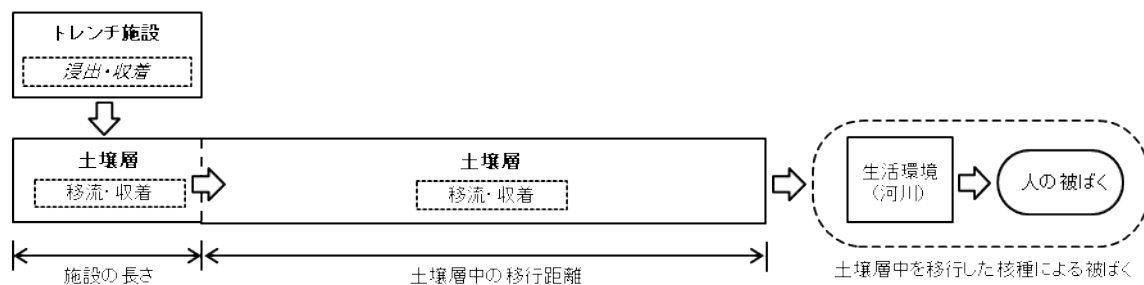 トレンチ施設
浸出・収着
土壌層
移流・収着
土壌層
移流・収着
生活環境
(河川)
人の被ばく
施設の長さ
土壌層中の移行距離
土壌層中を移行した核種による被ばく